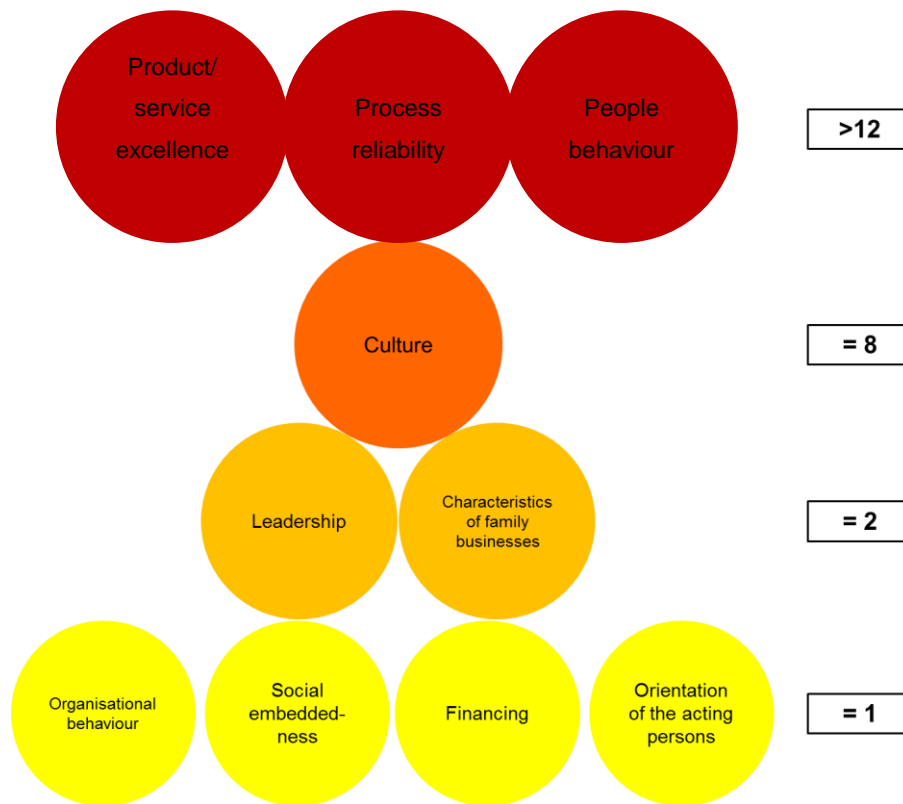 Product/
service
excellence
Process
reliability
People
behaviour
>12
Culture
= 8
Leadership
Characteristics
of family
businesses
= 2
Organisational
behaviour
Social
embedded-
ness
Financing
Orientation
of the acting
persons
= 1